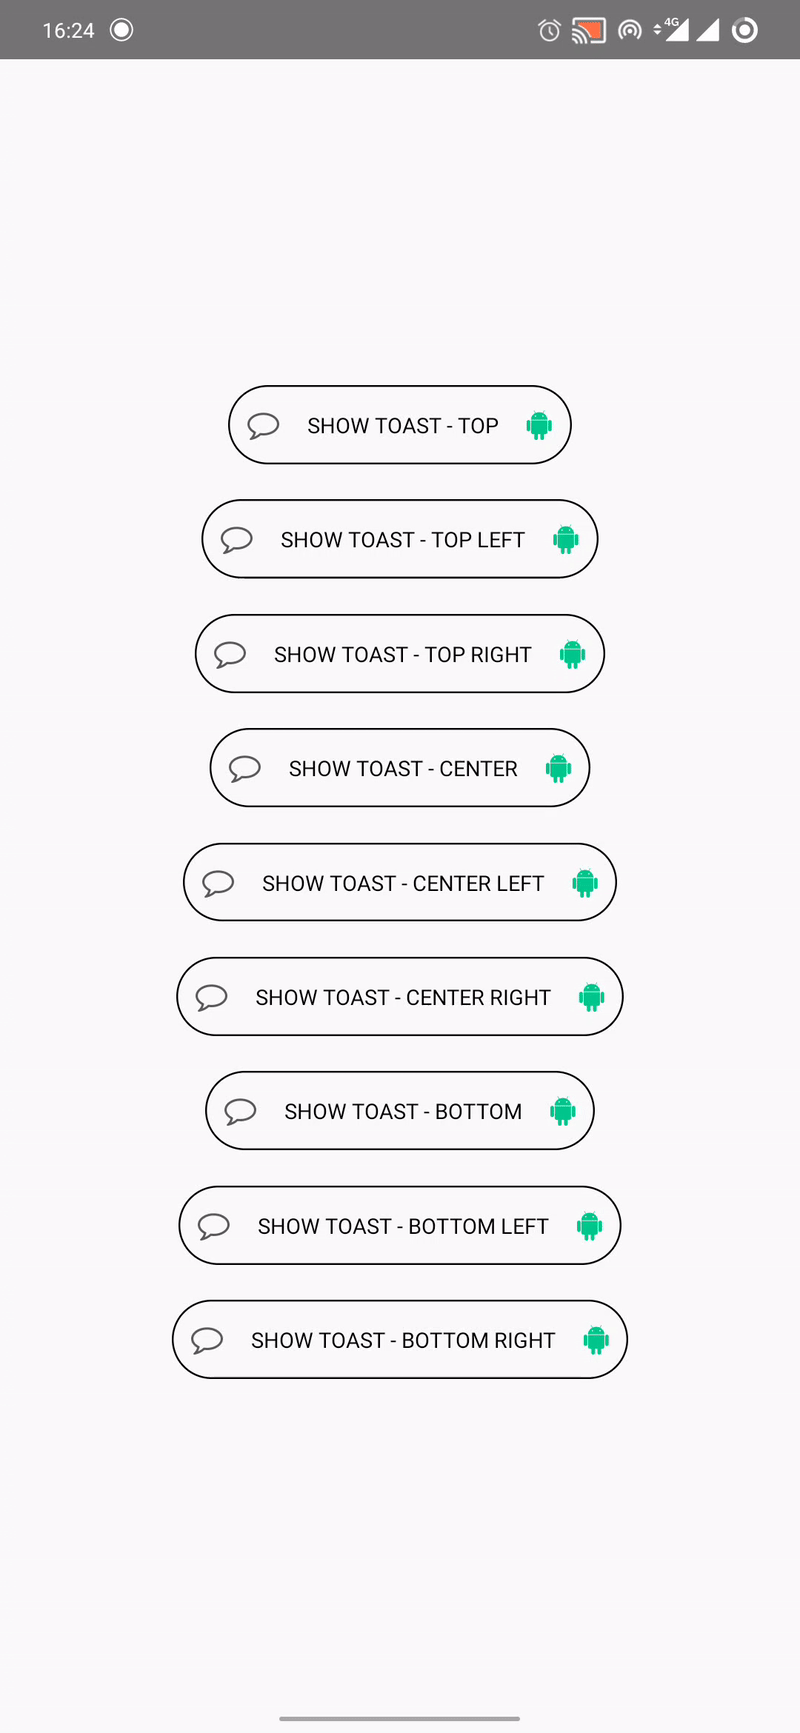 16:24
4G
SHOW TOAST - TOP
SHOW TOAST - TOP LEFT
SHOW TOAST - TOP RIGHT
SHOW TOAST - CENTER
SHOW TOAST - CENTER LEFT
SHOW TOAST - CENTER RIGHT
SHOW TOAST - BOTTOM
SHOW TOAST - BOTTOM LEFT
SHOW TOAST - BOTTOM RIGHT